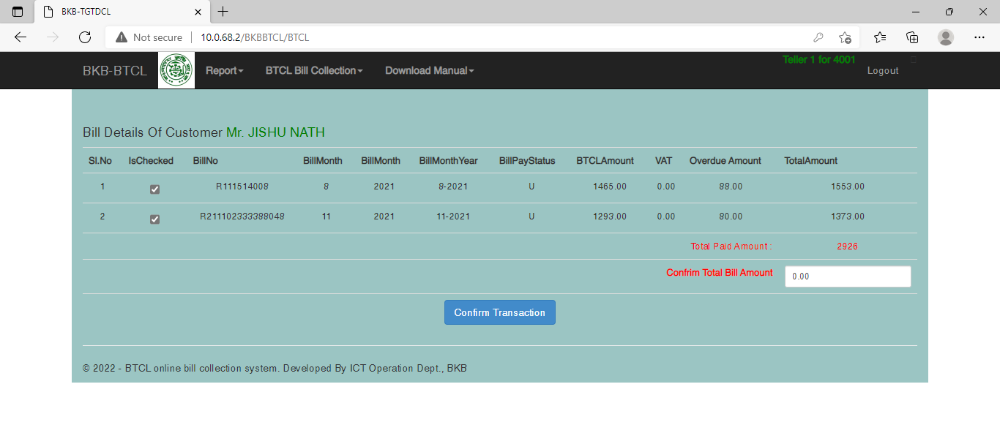 BKB-TGTDCL
Not secure | 10.0.68.2/BKBBTCL/BTCL
Teller 1 for 4001
BKB-BTCL Report BTCL Bill Collection Download Manual Logout
Bill Details Of Customer Mr. JISHU NATH
Sl.No IsChecked BillNo BillMonth BillMonth BillMonthYear BillPayStatus BTCLAmount VAT Overdue Amount TotalAmount
1 R111514008 8 2021 8-2021 U 1465.00 0.00 88.00 1553.00
2 R211102333388048 11 2021 11-2021 U 1293.00 0.00 80.00 1373.00
Total Paid Amount : 2926
Confrim Total Bill Amount 0.00
Confirm Transaction
© 2022 - BTCL online bill collection system. Developed By ICT Operation Dept., BKB